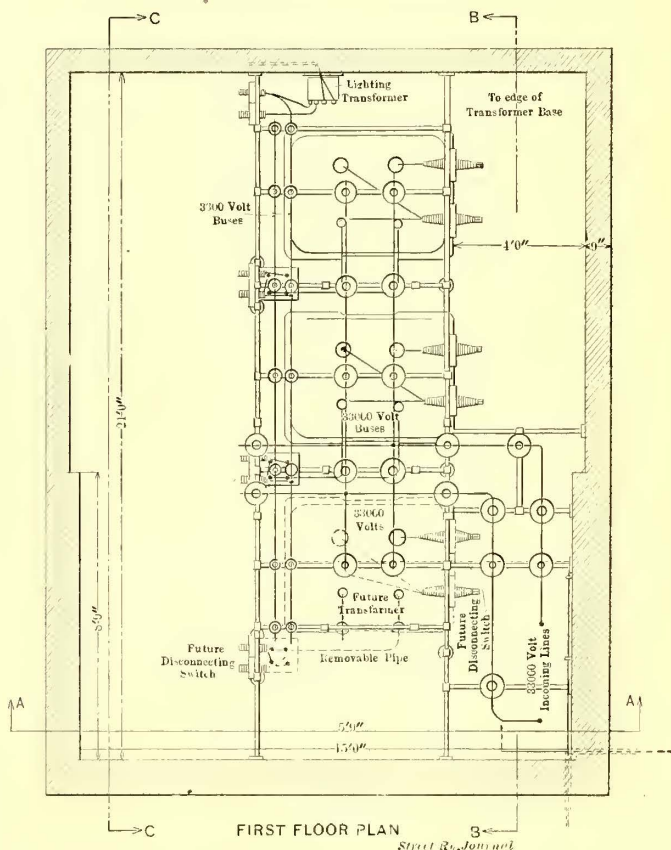 C
B
Lighting
Transformer
To edge of
Transformer Base
3300 Volt
Buses
4'0"
9"
21'0"
33000 Volt
Buses
33000
Volts
8'0"
Future
Transformer
Future
Disconnecting
Switch
Future
Disconnecting
Switch
33000 Volt
Incoming Lines
Removable Pipe
A
A
5'0"
15'0"
C
FIRST FLOOR PLAN
B
Street Ry. Journal